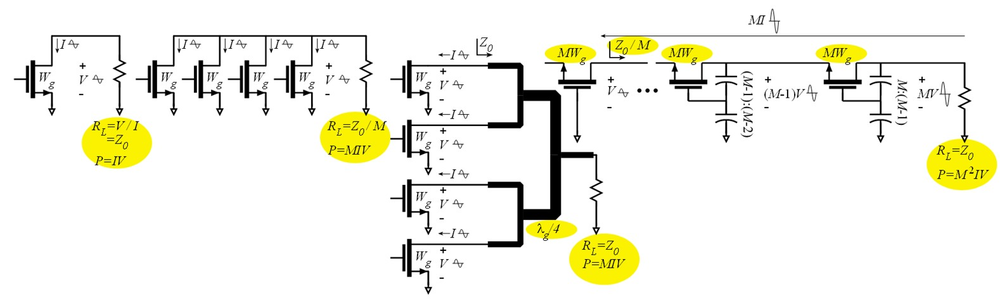 I
W_g
+
V
-
R_L=V/I
=Z_0
P=IV
I
I
I
I
W_g
W_g
W_g
W_g
+
V
-
R_L=Z_0/M
P=MIV
I
Z_0
W_g
+
V
-
I
W_g
+
V
-
I
W_g
+
V
-
I
W_g
+
V
-
λ_g/4
R_L=Z_0
P=MIV
MI
MW_g
Z_0/M
+
V
-
•••
MW_g
(M-1):(M-2)
+
(M-1)V
-
MW_g
M:(M-1)
+
MV
-
R_L=Z_0
P=M²IV